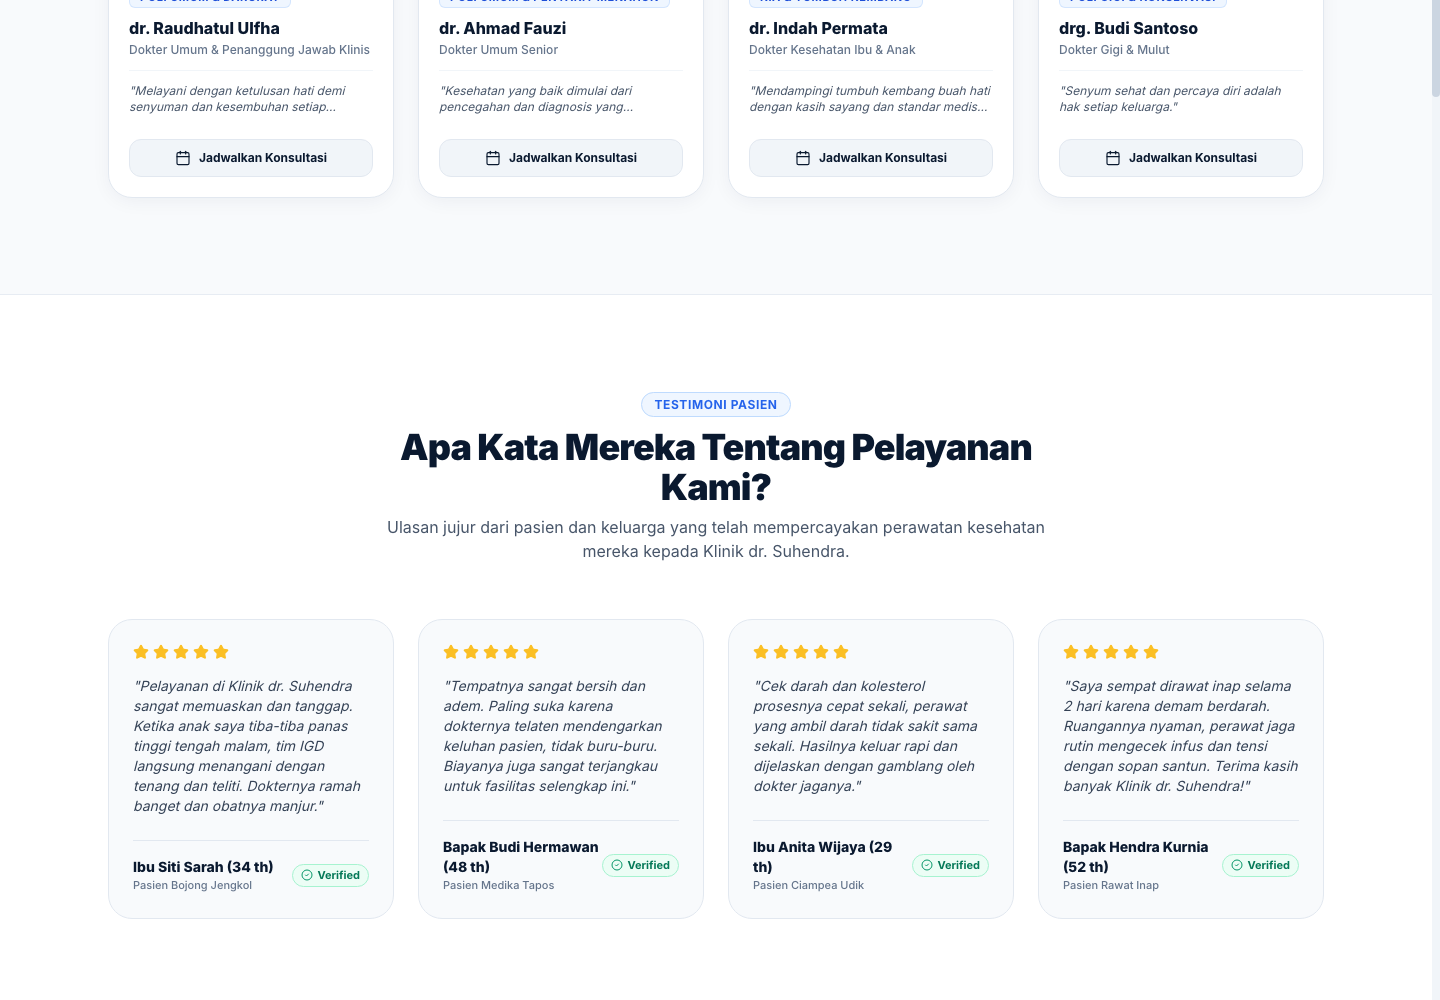 dr. Raudhatul Ulfha
Dokter Umum & Penanggung Jawab Klinis
"Melayani dengan ketulusan hati demi
senyuman dan kesembuhan setiap...
Jadwalkan Konsultasi
dr. Ahmad Fauzi
Dokter Umum Senior
"Kesehatan yang baik dimulai dari
pencegahan dan diagnosis yang...
Jadwalkan Konsultasi
dr. Indah Permata
Dokter Kesehatan Ibu & Anak
"Mendampingi tumbuh kembang buah hati
dengan kasih sayang dan standar medis...
Jadwalkan Konsultasi
drg. Budi Santoso
Dokter Gigi & Mulut
"Senyum sehat dan percaya diri adalah
hak setiap keluarga."
Jadwalkan Konsultasi
TESTIMONI PASIEN
Apa Kata Mereka Tentang Pelayanan
Kami?
Ulasan jujur dari pasien dan keluarga yang telah mempercayakan perawatan kesehatan
mereka kepada Klinik dr. Suhendra.
"Pelayanan di Klinik dr. Suhendra
sangat memuaskan dan tanggap.
Ketika anak saya tiba-tiba panas
tinggi tengah malam, tim IGD
langsung menangani dengan
tenang dan teliti. Dokternya ramah
banget dan obatnya manjur."
Ibu Siti Sarah (34 th)
Pasien Bojong Jengkol
Verified
"Tempatnya sangat bersih dan
adem. Paling suka karena
dokternya telaten mendengarkan
keluhan pasien, tidak buru-buru.
Biayanya juga sangat terjangkau
untuk fasilitas selengkap ini."
Bapak Budi Hermawan
(48 th)
Pasien Medika Tapos
Verified
"Cek darah dan kolesterol
prosesnya cepat sekali, perawat
yang ambil darah tidak sakit sama
sekali. Hasilnya keluar rapi dan
dijelaskan dengan gamblang oleh
dokter jaganya."
Ibu Anita Wijaya (29
th)
Pasien Ciampea Udik
Verified
"Saya sempat dirawat inap selama
2 hari karena demam berdarah.
Ruangannya nyaman, perawat jaga
rutin mengecek infus dan tensi
dengan sopan santun. Terima kasih
banyak Klinik dr. Suhendra!"
Bapak Hendra Kurnia
(52 th)
Pasien Rawat Inap
Verified